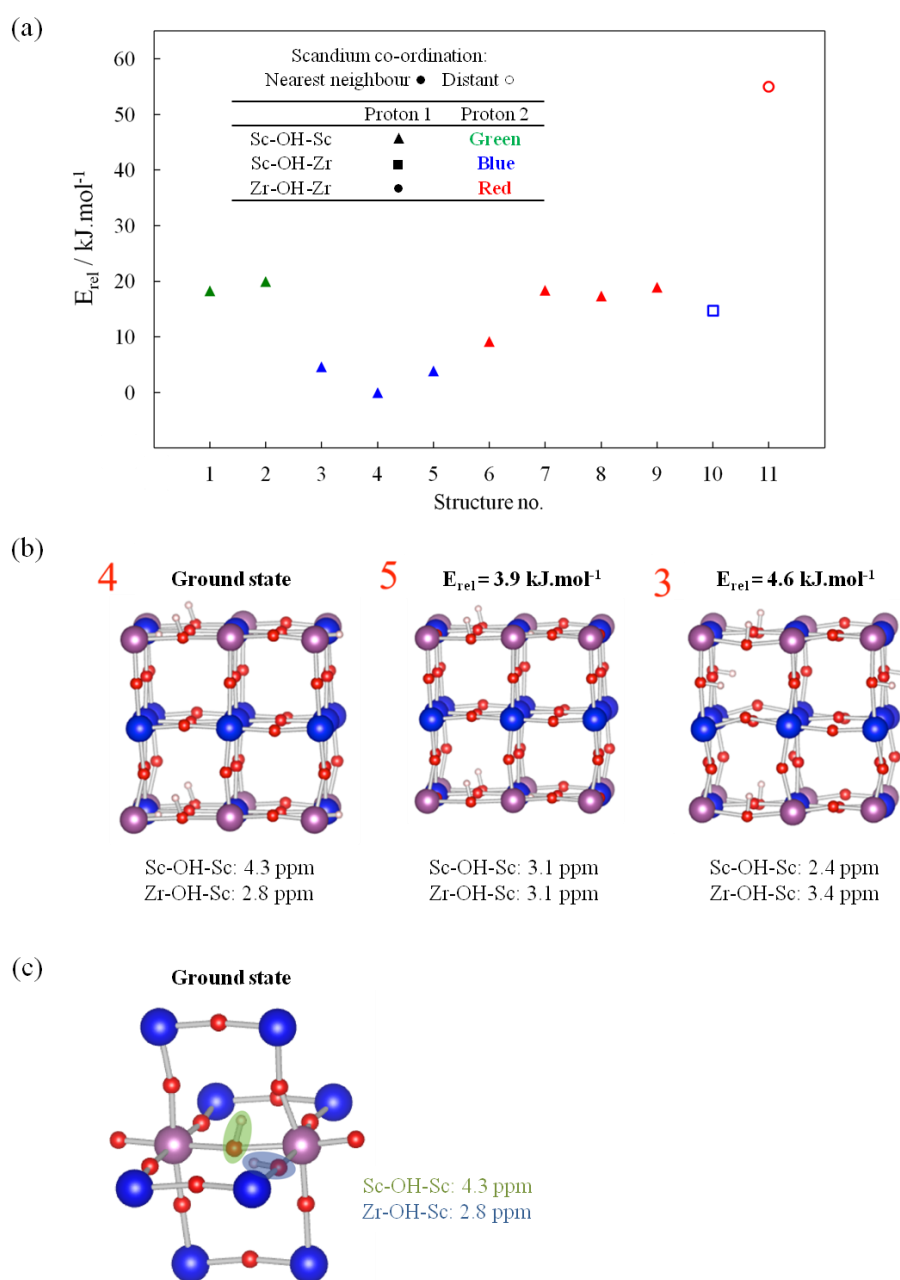 (a)
Scandium co-ordination:
Nearest neighbour ● Distant ○
Proton 1 Proton 2
Sc-OH-Sc ▲ Green
Sc-OH-Zr ■ Blue
Zr-OH-Zr ● Red
E_rel / kJ.mol⁻¹
60
50
40
30
20
10
0
1 2 3 4 5 6 7 8 9 10 11
Structure no.
(b)
4 Ground state
5 E_rel = 3.9 kJ.mol⁻¹
3 E_rel = 4.6 kJ.mol⁻¹
Sc-OH-Sc: 4.3 ppm
Zr-OH-Sc: 2.8 ppm
Sc-OH-Sc: 3.1 ppm
Zr-OH-Sc: 3.1 ppm
Sc-OH-Sc: 2.4 ppm
Zr-OH-Sc: 3.4 ppm
(c)
Ground state
Sc-OH-Sc: 4.3 ppm
Zr-OH-Sc: 2.8 ppm